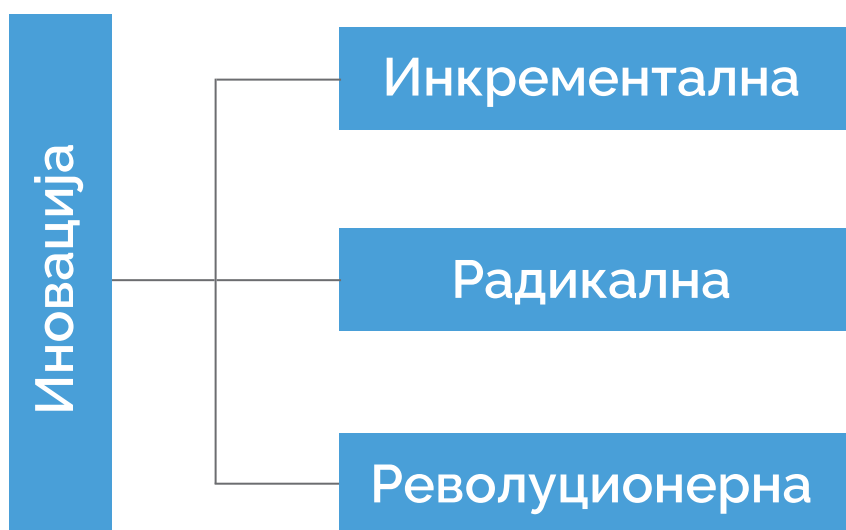 Иновација
Инкрементална
Радикална
Револуционерна